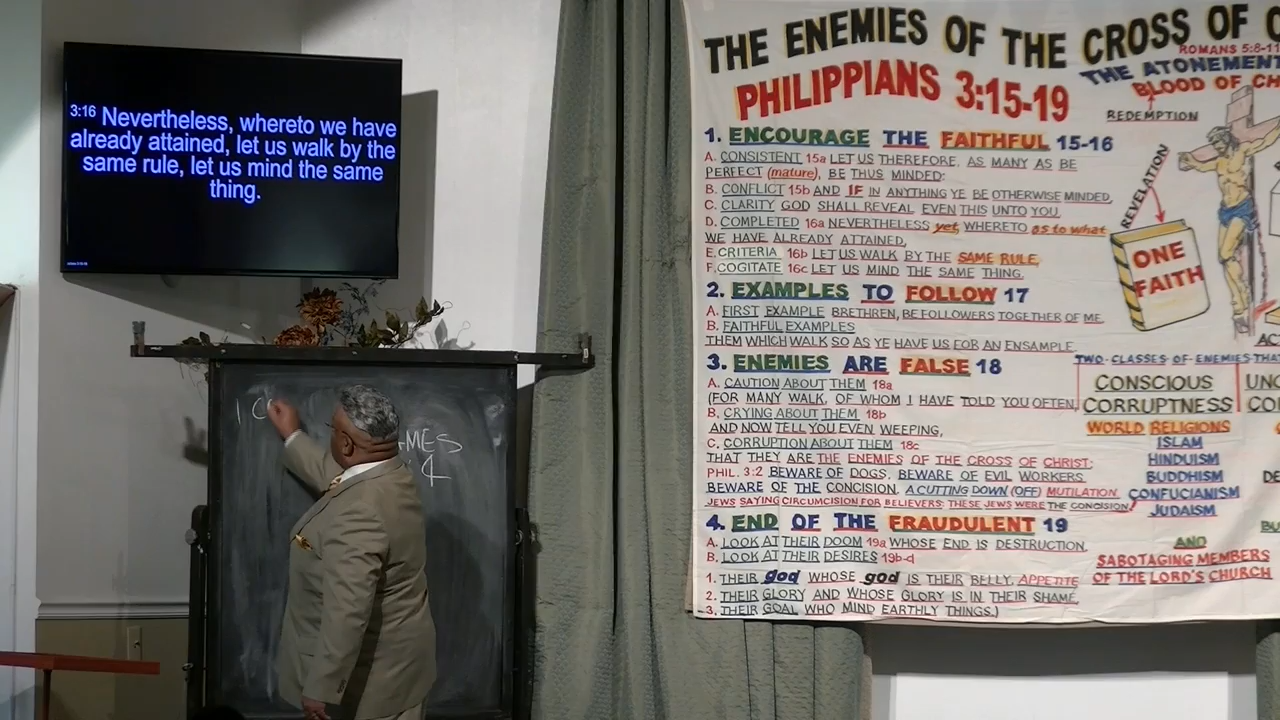 3:16 Nevertheless, whereto we have
already attained, let us walk by the
same rule, let us mind the same
thing.
1 C
MES
4
THE ENEMIES OF THE CROSS OF C
PHILIPPIANS 3:15-19
ROMANS 5:8-11
THE ATONEMENT
BLOOD OF CH
REDEMPTION
REVELATION
ONE
FAITH
1. ENCOURAGE THE FAITHFUL 15-16
A. CONSISTENT 15a LET US THEREFORE, AS MANY AS BE
PERFECT (mature), BE THUS MINDED:
B. CONFLICT 15b AND IF IN ANYTHING YE BE OTHERWISE MINDED,
C. CLARITY GOD SHALL REVEAL EVEN THIS UNTO YOU.
D. COMPLETED 16a NEVERTHELESS yet, WHERETO as to what
WE HAVE ALREADY ATTAINED,
E. CRITERIA 16b LET US WALK BY THE SAME RULE,
F. COGITATE 16c LET US MIND THE SAME THING.
2. EXAMPLES TO FOLLOW 17
A. FIRST EXAMPLE BRETHREN, BE FOLLOWERS TOGETHER OF ME,
B. FAITHFUL EXAMPLES
THEM WHICH WALK SO AS YE HAVE US FOR AN ENSAMPLE
3. ENEMIES ARE FALSE 18
A. CAUTION ABOUT THEM 18a
(FOR MANY WALK, OF WHOM I HAVE TOLD YOU OFTEN,
B. CRYING ABOUT THEM 18b
AND NOW TELL YOU EVEN WEEPING,
C. CORRUPTION ABOUT THEM 18c
THAT THEY ARE THE ENEMIES OF THE CROSS OF CHRIST:
PHIL. 3:2 BEWARE OF DOGS, BEWARE OF EVIL WORKERS
BEWARE OF THE CONCISION, A CUTTING DOWN (OFF) MUTILATION
JEWS SAYING CIRCUMCISION FOR BELIEVERS: THESE JEWS WERE THE CONCISION.
4. END OF THE FRAUDULENT 19
A. LOOK AT THEIR DOOM 19a WHOSE END IS DESTRUCTION,
B. LOOK AT THEIR DESIRES 19b-d
1. THEIR god WHOSE god IS THEIR BELLY, APPETITE
2. THEIR GLORY AND WHOSE GLORY IS IN THEIR SHAME,
3. THEIR GOAL WHO MIND EARTHLY THINGS.)
AC
TWO CLASSES OF ENEMIES THA
CONSCIOUS
CORRUPTNESS
WORLD RELIGIONS
ISLAM
HINDUISM
BUDDHISM
CONFUCIANISM
JUDAISM
AND
SABOTAGING MEMBERS
OF THE LORD'S CHURCH
UNC
CO
DE
BU